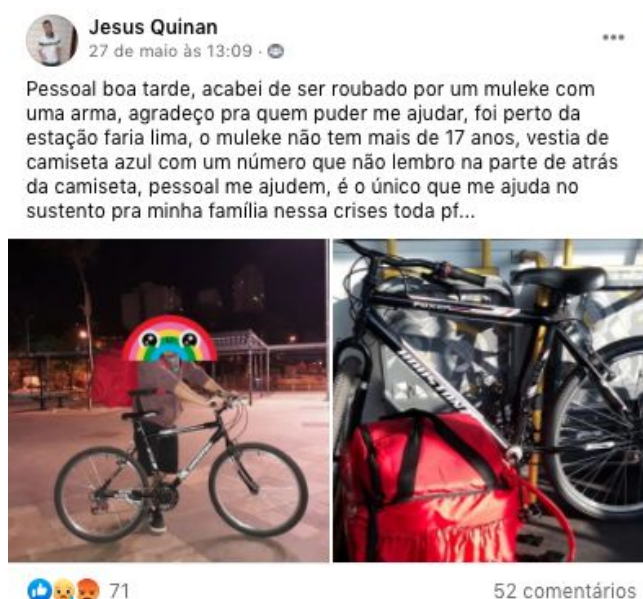 Jesus Quinan
27 de maio às 13:09 ·
Pessoal boa tarde, acabei de ser roubado por um muleke com
uma arma, agradeço pra quem puder me ajudar, foi perto da
estação faria lima, o muleke não tem mais de 17 anos, vestia de
camiseta azul com um número que não lembro na parte de atrás
da camiseta, pessoal me ajudem, é o único que me ajuda no
sustento pra minha família nessa crises toda pf...
FOXER
HOUSTON
71
52 comentários